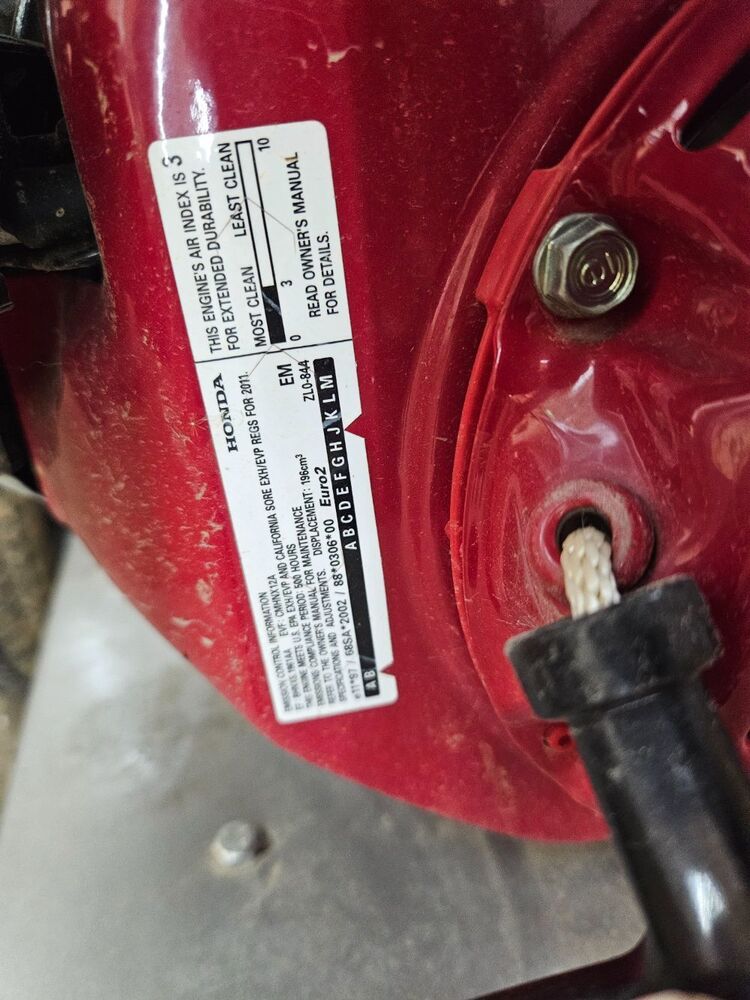 THIS ENGINE'S AIR INDEX IS 3
FOR EXTENDED DURABILITY.
MOST CLEAN LEAST CLEAN
0 3 10
READ OWNER'S MANUAL
FOR DETAILS.
HONDA
EMISSION CONTROL INFORMATION
EVF: CMHNX12A
THIS ENGINE MEETS U.S. EPA EXH/EVP AND CALIFORNIA SORE EXH/EVP REGS FOR 2011.
EMISSIONS COMPLIANCE PERIOD: 500 HOURS
REFER TO THE OWNER'S MANUAL FOR MAINTENANCE
SPECIFICATIONS AND ADJUSTMENTS. DISPLACEMENT: 196cm³
EM
ZL0-844
e11*97 / 68SA*2002 / 88*0306*00 Euro2
A B A B C D E F G H J K L M